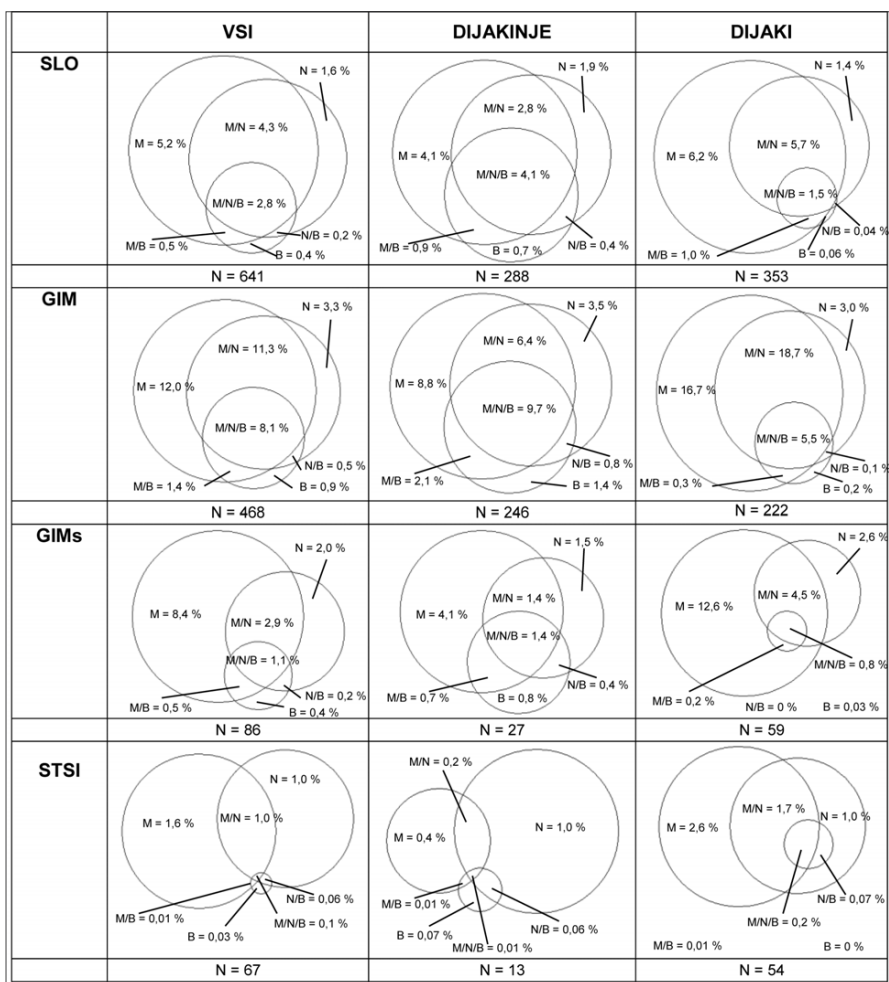 VSI DIJAKINJE DIJAKI
SLO
N = 1,6 %
M/N = 4,3 %
M = 5,2 %
M/N/B = 2,8 %
N/B = 0,2 %
M/B = 0,5 %
B = 0,4 %
N = 1,9 %
M/N = 2,8 %
M = 4,1 %
M/N/B = 4,1 %
N/B = 0,4 %
M/B = 0,9 %
B = 0,7 %
N = 1,4 %
M/N = 5,7 %
M = 6,2 %
M/N/B = 1,5 %
N/B = 0,04 %
M/B = 1,0 %
B = 0,06 %
N = 641 N = 288 N = 353
GIM
N = 3,3 %
M/N = 11,3 %
M = 12,0 %
M/N/B = 8,1 %
N/B = 0,5 %
M/B = 1,4 %
B = 0,9 %
N = 3,5 %
M/N = 6,4 %
M = 8,8 %
M/N/B = 9,7 %
N/B = 0,8 %
M/B = 2,1 %
B = 1,4 %
N = 3,0 %
M/N = 18,7 %
M = 16,7 %
M/N/B = 5,5 %
N/B = 0,1 %
M/B = 0,3 %
B = 0,2 %
N = 468 N = 246 N = 222
GIMs
N = 2,0 %
M = 8,4 %
M/N = 2,9 %
M/N/B = 1,1 %
N/B = 0,2 %
M/B = 0,5 %
B = 0,4 %
N = 1,5 %
M/N = 1,4 %
M = 4,1 %
M/N/B = 1,4 %
N/B = 0,4 %
M/B = 0,7 %
B = 0,8 %
N = 2,6 %
M/N = 4,5 %
M = 12,6 %
M/N/B = 0,8 %
M/B = 0,2 %
N/B = 0 %
B = 0,03 %
N = 86 N = 27 N = 59
STSI
N = 1,0 %
M = 1,6 %
M/N = 1,0 %
N/B = 0,06 %
M/B = 0,01 %
M/N/B = 0,1 %
B = 0,03 %
M/N = 0,2 %
N = 1,0 %
M = 0,4 %
M/B = 0,01 %
N/B = 0,06 %
B = 0,07 %
M/N/B = 0,01 %
M/N = 1,7 %
N = 1,0 %
M = 2,6 %
N/B = 0,07 %
M/N/B = 0,2 %
M/B = 0,01 %
B = 0 %
N = 67 N = 13 N = 54